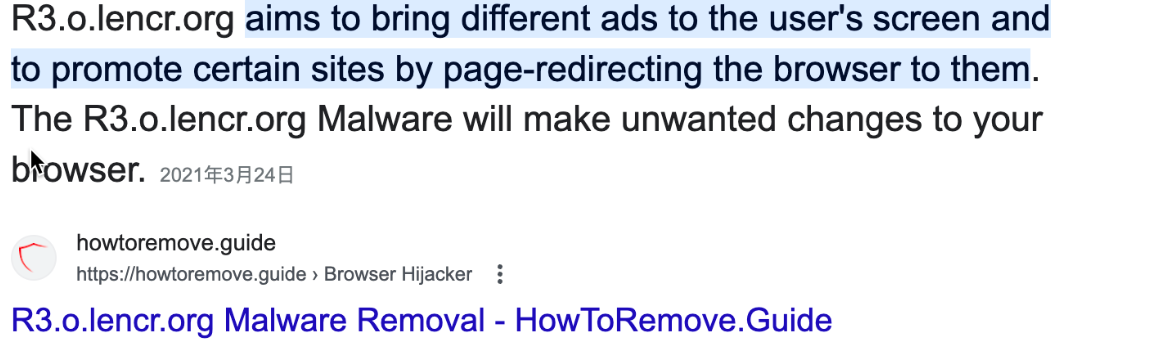 R3.o.lencr.org aims to bring different ads to the user's screen and
to promote certain sites by page-redirecting the browser to them.
The R3.o.lencr.org Malware will make unwanted changes to your
browser. 2021年3月24日
howtoremove.guide
https://howtoremove.guide › Browser Hijacker
R3.o.lencr.org Malware Removal - HowToRemove.Guide